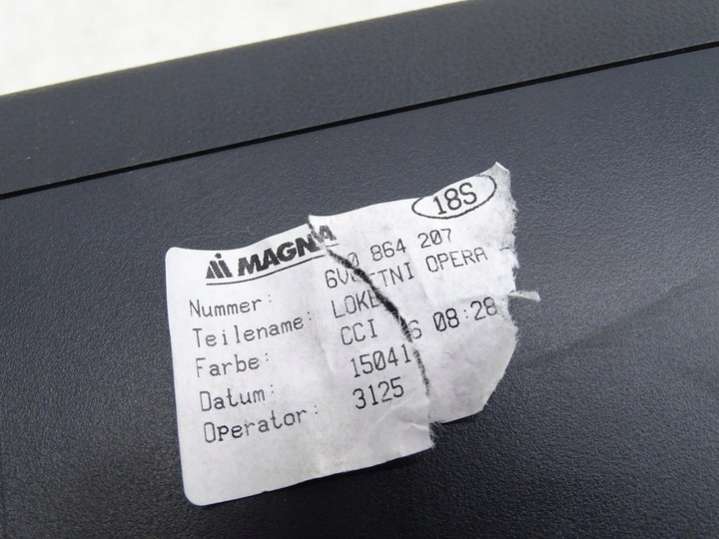 18S
MAGNA
Nummer: 864 207
Teilename: OPERA
Farbe: CCI
Datum: 08:28
Operator: 3125